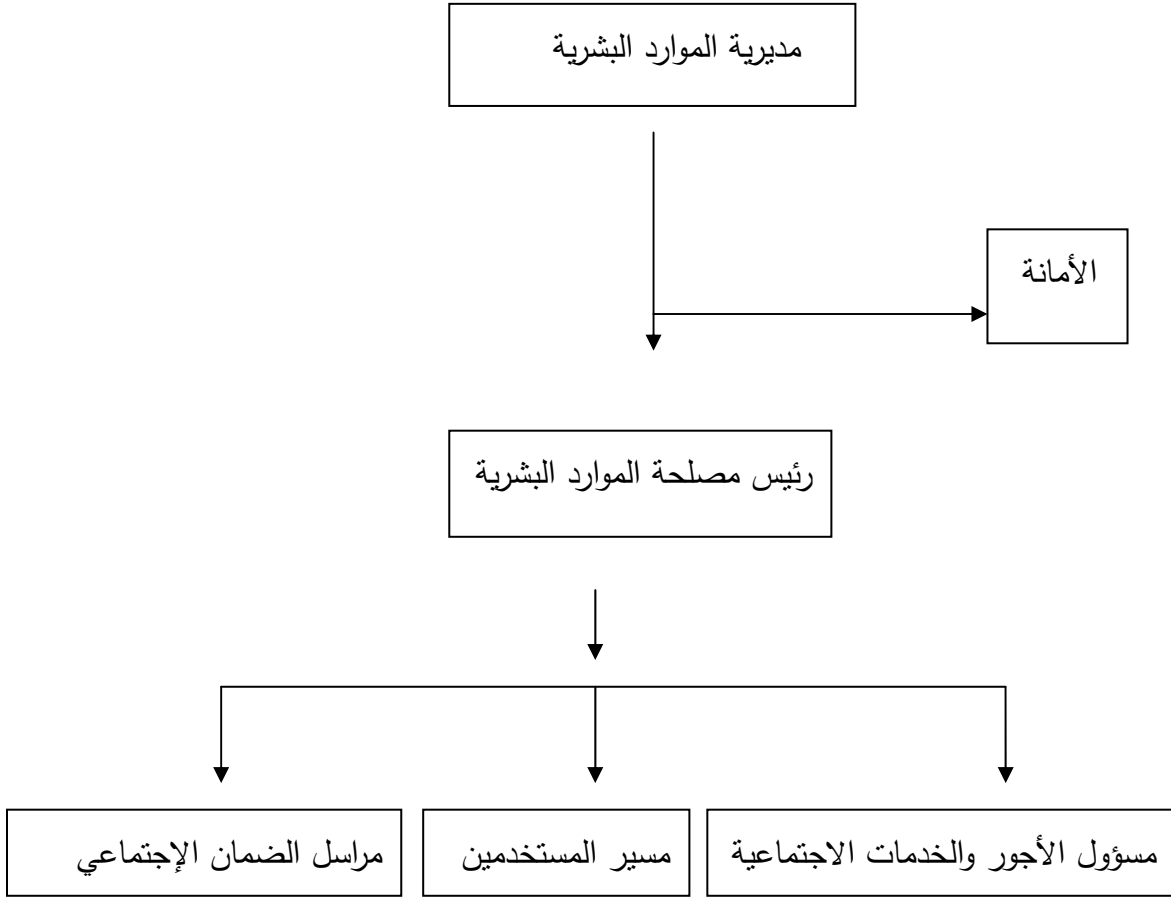 مديرية الموارد البشرية
الأمانة
رئيس مصلحة الموارد البشرية
مسؤول الأجور والخدمات الاجتماعية
مسير المستخدمين
مراسل الضمان الإجتماعي